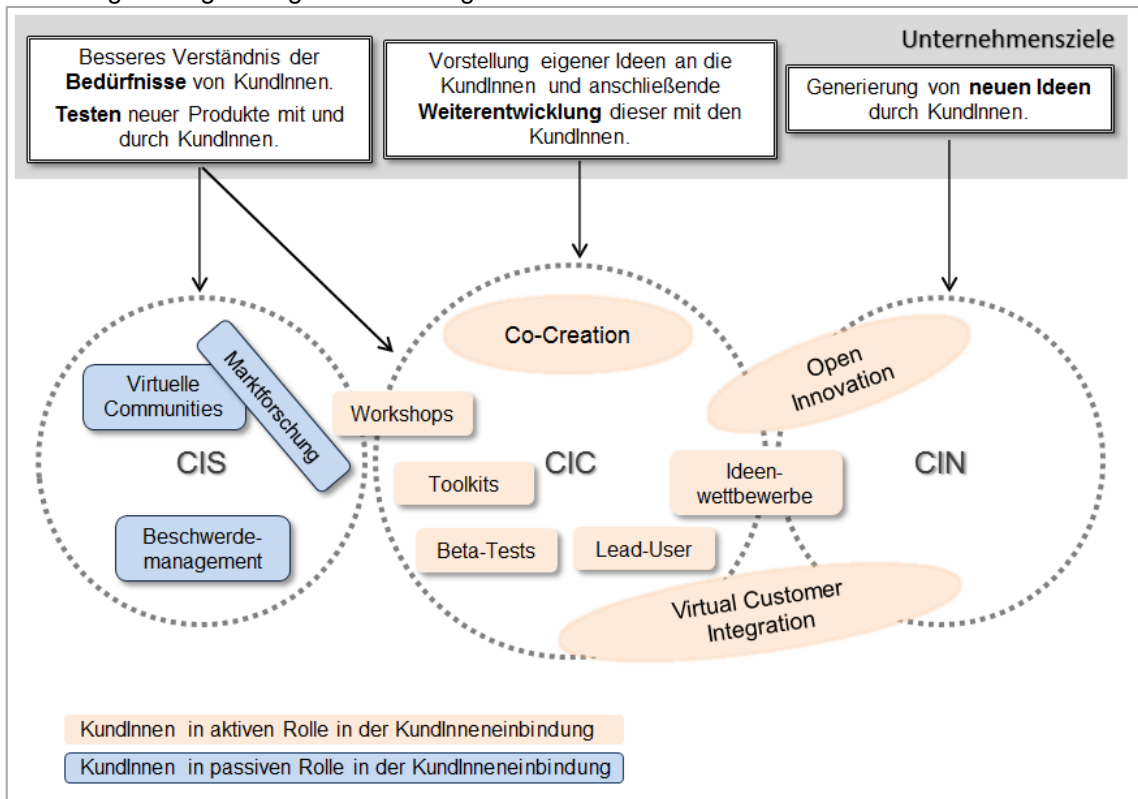 Unternehmensziele
Besseres Verständnis der
Bedürfnisse von KundInnen.
Testen neuer Produkte mit und
durch KundInnen.
Vorstellung eigener Ideen an die
KundInnen und anschließende
Weiterentwicklung dieser mit den
KundInnen.
Generierung von neuen Ideen
durch KundInnen.
Virtuelle
Communities
Marktforschung
CIS
Beschwerde-
management
Co-Creation
Workshops
Toolkits
CIC
Beta-Tests
Lead-User
Ideen-
wettbewerbe
Open
Innovation
CIN
Virtual Customer
Integration
KundInnen in aktiven Rolle in der KundInneneinbindung
KundInnen in passiven Rolle in der KundInneneinbindung